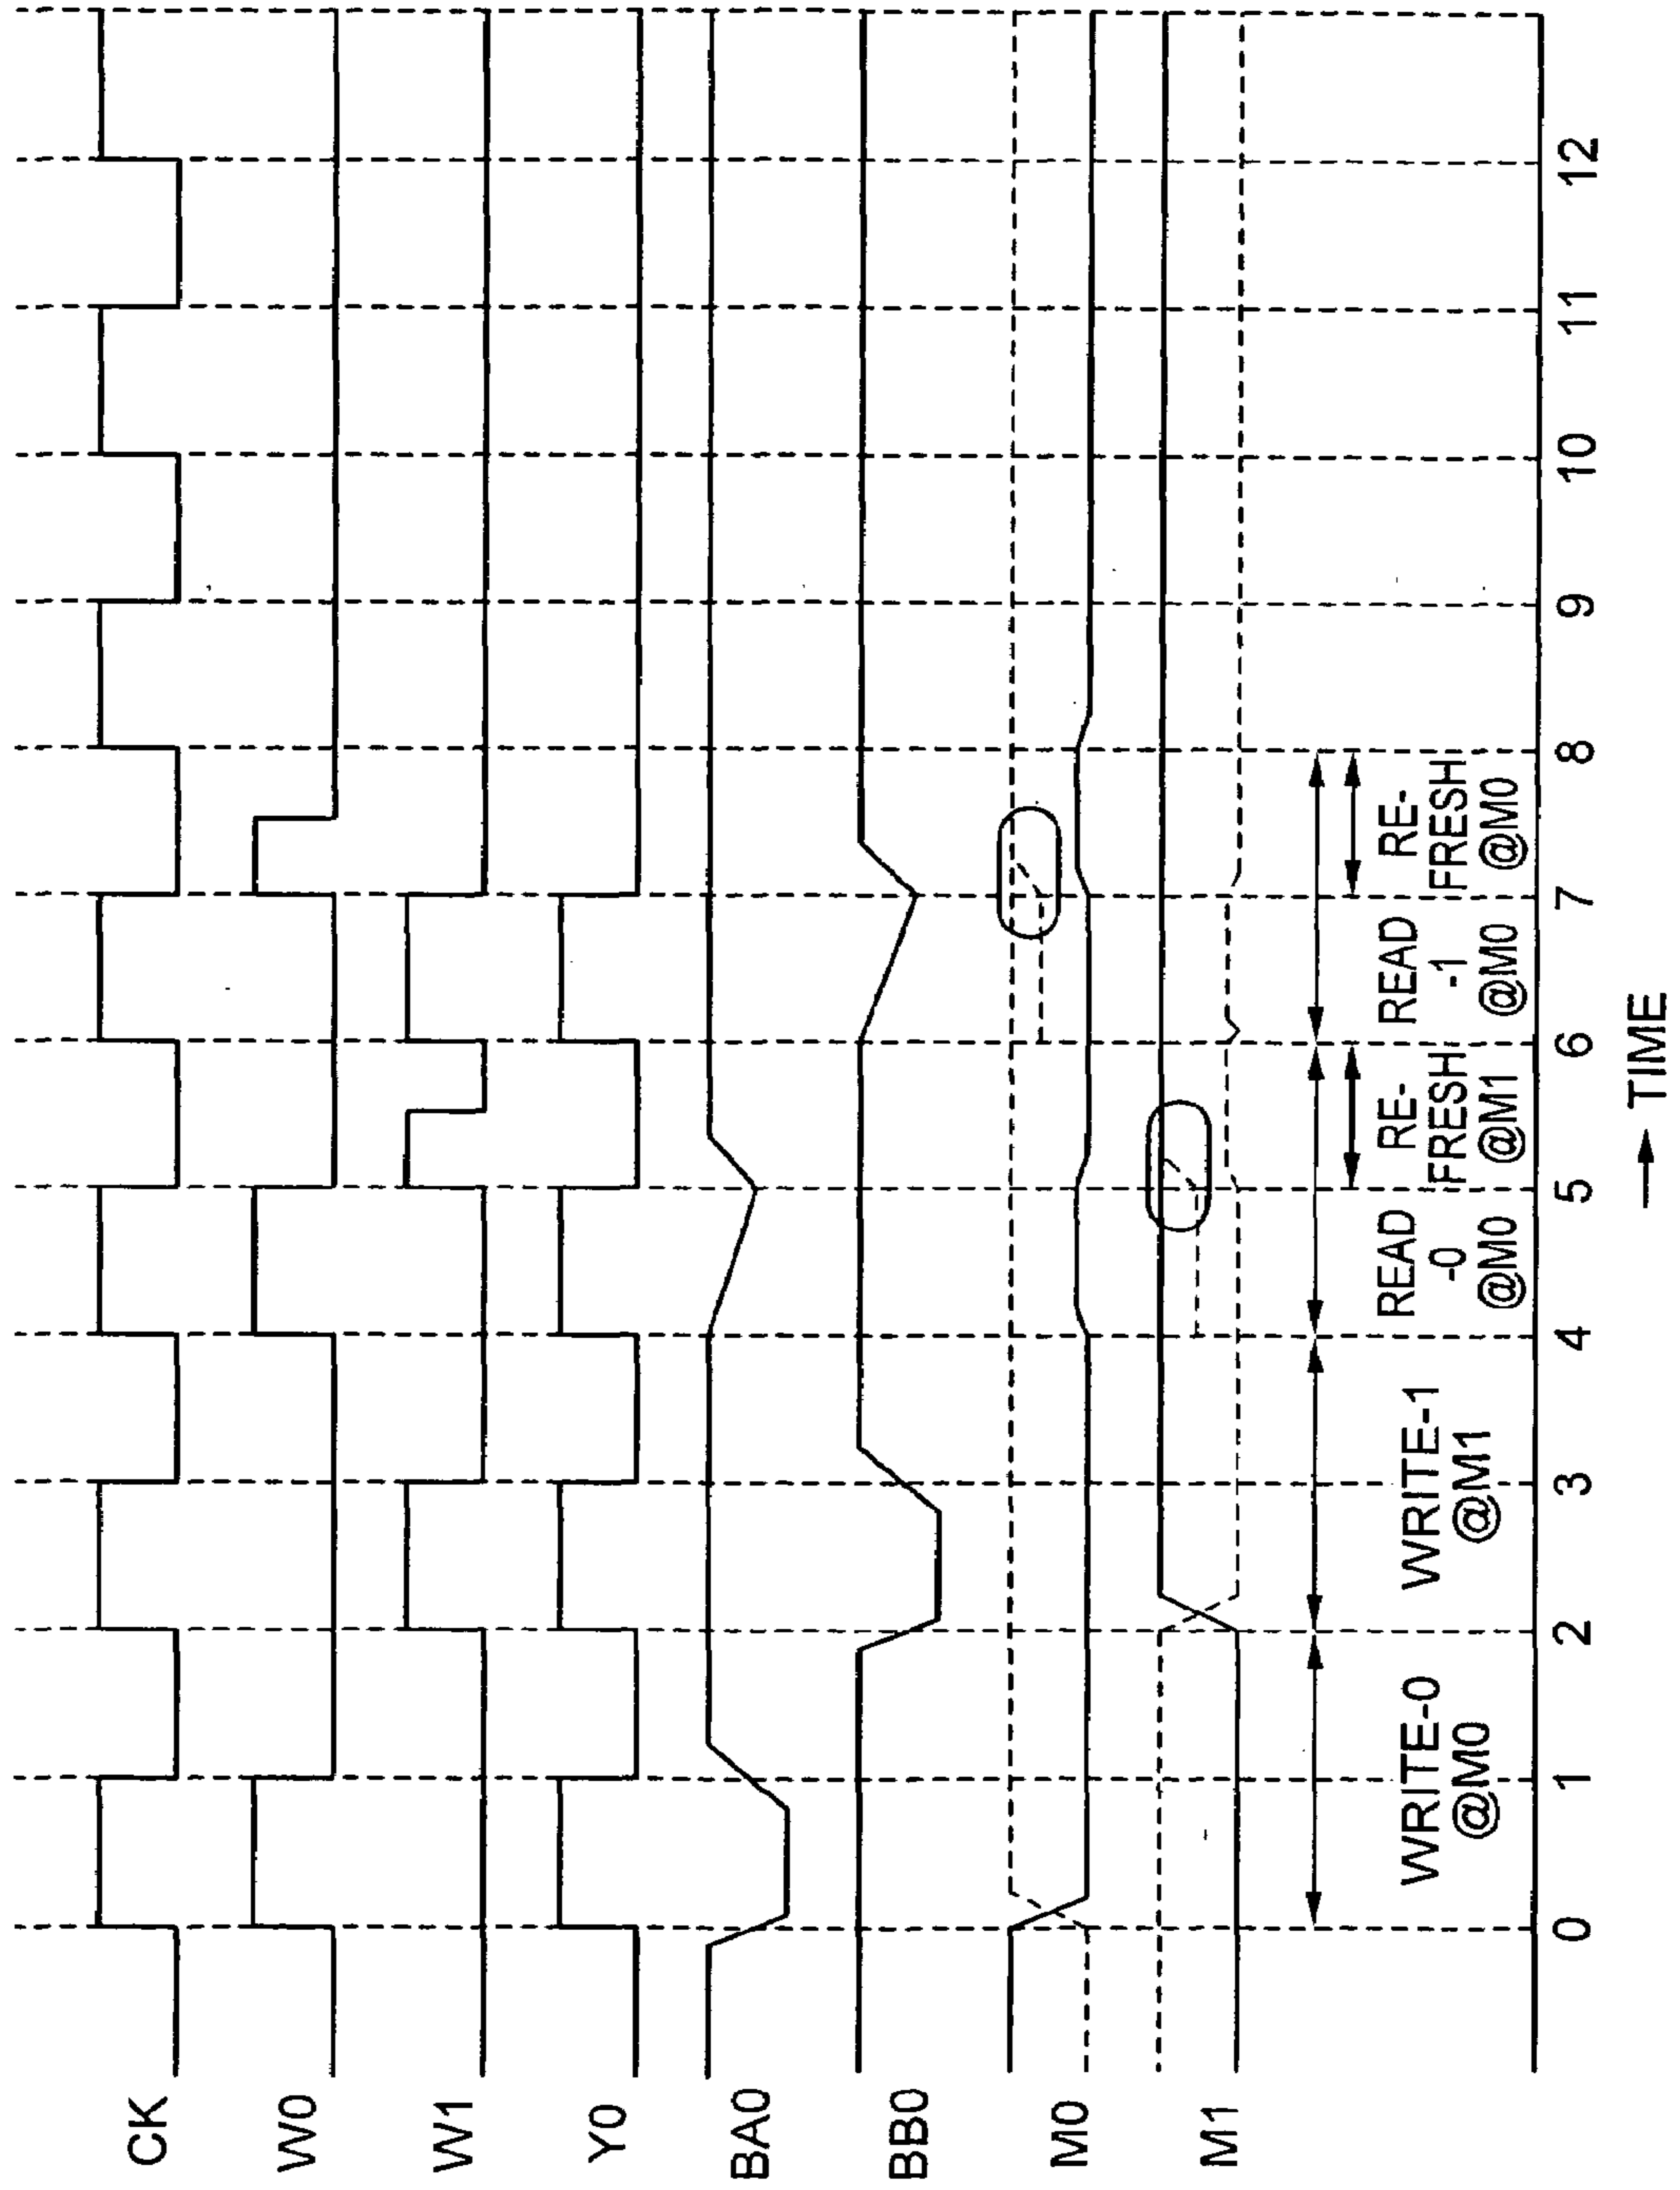 CK
W0
W1
Y0
BA0
BB0
M0
M1
WRITE-0
@M0
WRITE-1
@M1
READ
-0
@M0
RE-
FRESH
@M1
READ
-1
@M0
RE-
FRESH
@M0
0 1 2 3 4 5 6 7 8 9 10 11 12
→ TIME